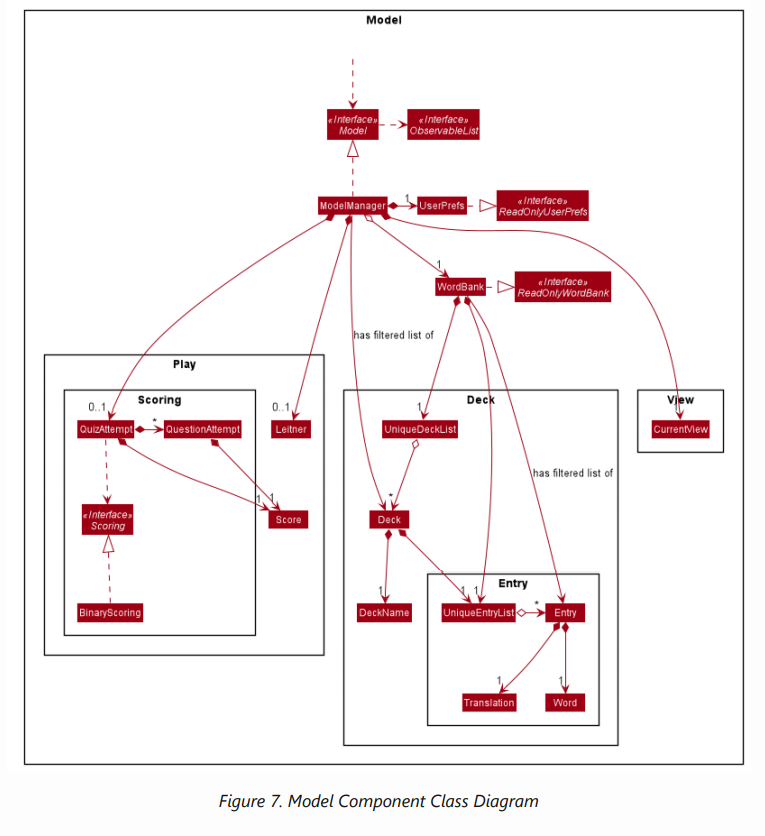 Model
«Interface»
Model
«Interface»
ObservableList
ModelManager
1
UserPrefs
«Interface»
ReadOnlyUserPrefs
1
WordBank
«Interface»
ReadOnlyWordBank
has filtered list of
Play
Scoring
0..1
QuizAttempt
*
QuestionAttempt
0..1
Leitner
«Interface»
Scoring
1
1
Score
BinaryScoring
Deck
1
UniqueDeckList
has filtered list of
*
Deck
1
DeckName
Entry
1
1
UniqueEntryList
*
Entry
1
Translation
1
Word
View
1
CurrentView
Figure 7. Model Component Class Diagram